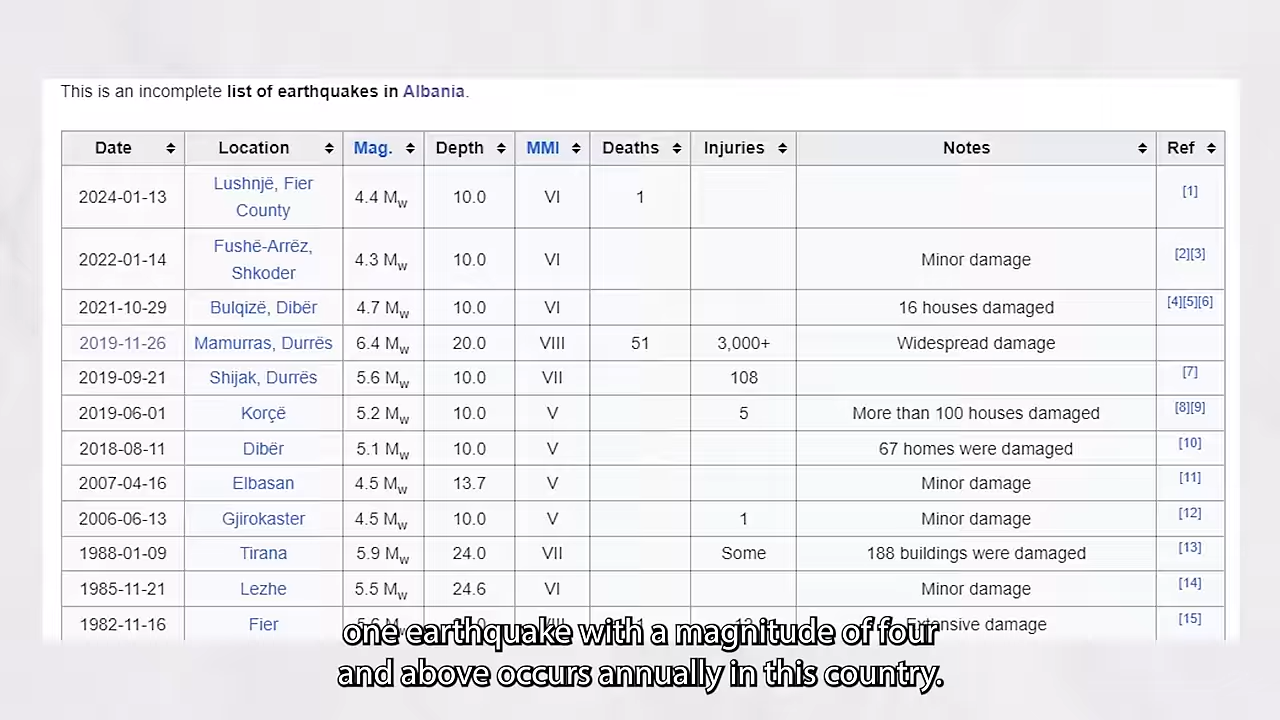 This is an incomplete list of earthquakes in Albania.
Date Location Mag. Depth MMI Deaths Injuries Notes Ref
2024-01-13 Lushnjë, Fier County 4.4 Mw 10.0 VI 1 [1]
2022-01-14 Fushë-Arrëz, Shkoder 4.3 Mw 10.0 VI Minor damage [2][3]
2021-10-29 Bulqizë, Dibër 4.7 Mw 10.0 VI 16 houses damaged [4][5][6]
2019-11-26 Mamurras, Durrës 6.4 Mw 20.0 VIII 51 3,000+ Widespread damage
2019-09-21 Shijak, Durrës 5.6 Mw 10.0 VII 108 [7]
2019-06-01 Korçë 5.2 Mw 10.0 V 5 More than 100 houses damaged [8][9]
2018-08-11 Dibër 5.1 Mw 10.0 V 67 homes were damaged [10]
2007-04-16 Elbasan 4.5 Mw 13.7 V Minor damage [11]
2006-06-13 Gjirokaster 4.5 Mw 10.0 V 1 Minor damage [12]
1988-01-09 Tirana 5.9 Mw 24.0 VII Some 188 buildings were damaged [13]
1985-11-21 Lezhe 5.5 Mw 24.6 VI Minor damage [14]
1982-11-16 Fier Extensive damage [15]
one earthquake with a magnitude of four
and above occurs annually in this country.